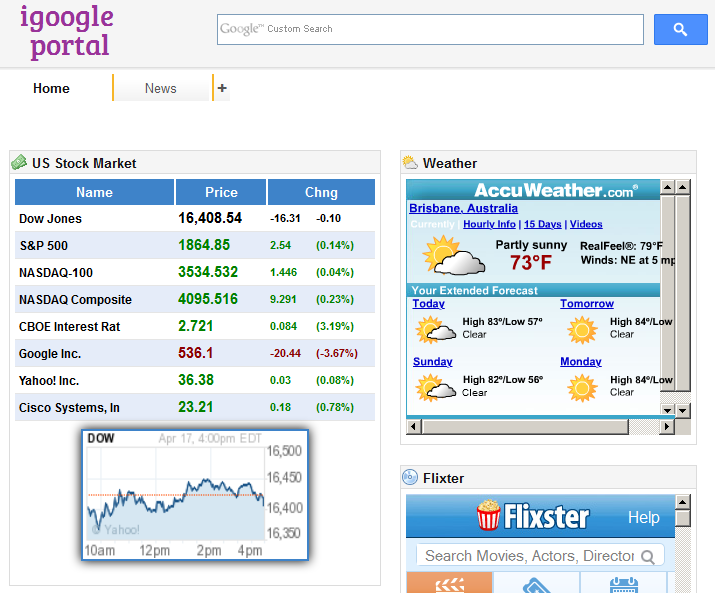 igoogle
portal
Google™ Custom Search
Home
News
+
US Stock Market
Name Price Chng
Dow Jones 16,408.54 -16.31 -0.10
S&P 500 1864.85 2.54 (0.14%)
NASDAQ-100 3534.532 1.446 (0.04%)
NASDAQ Composite 4095.516 9.291 (0.23%)
CBOE Interest Rat 2.721 0.084 (3.19%)
Google Inc. 536.1 -20.44 (-3.67%)
Yahoo! Inc. 36.38 0.03 (0.08%)
Cisco Systems, In 23.21 0.18 (0.78%)
DOW Apr 17, 4:00pm EDT
16,500
16,450
16,400
16,350
© Yahoo!
10am 12pm 2pm 4pm
Weather
AccuWeather.com®
Brisbane, Australia
Currently | Hourly Info | 15 Days | Videos
Partly sunny
73°F
RealFeel®: 79°F
Winds: NE at 5 mp
Your Extended Forecast
Today
High 83°/Low 57°
Clear
Tomorrow
High 84°/Low
Clear
Sunday
High 82°/Low 56°
Clear
Monday
High 84°/Low
Clear
Flixter
Flixster
Help
Search Movies, Actors, Director